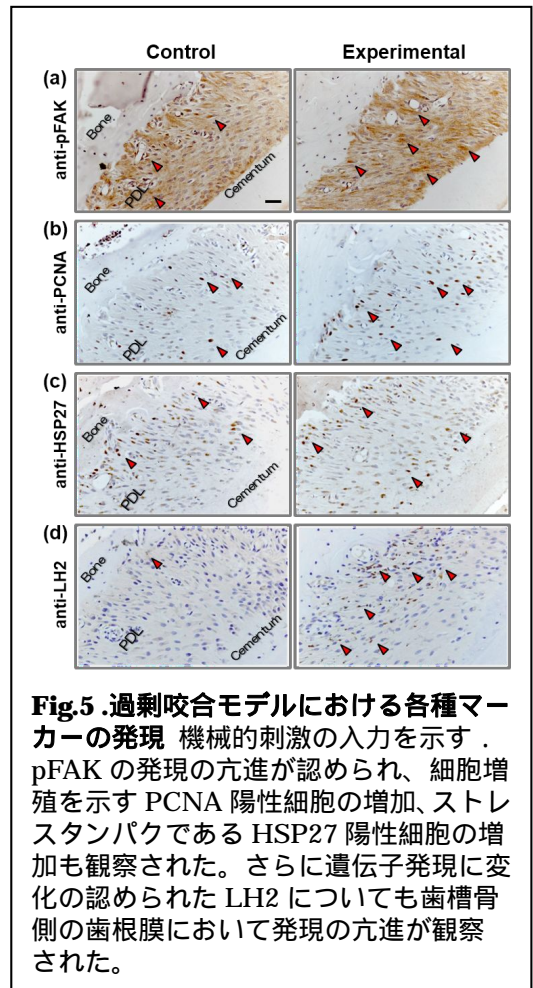 Control Experimental
(a) anti-pFAK
Bone
PDL
Cementum
(b) anti-PCNA
Bone
PDL
Cementum
(c) anti-HSP27
Bone
PDL
Cementum
(d) anti-LH2
Bone
PDL
Cementum
Fig.5 .過剰咬合モデルにおける各種マー
カーの発現 機械的刺激の入力を示す .
pFAK の発現の亢進が認められ、細胞増
殖を示す PCNA 陽性細胞の増加、ストレ
スタンパクである HSP27 陽性細胞の増
加も観察された。さらに遺伝子発現に変
化の認められた LH2 についても歯槽骨
側の歯根膜において発現の亢進が観察
された。